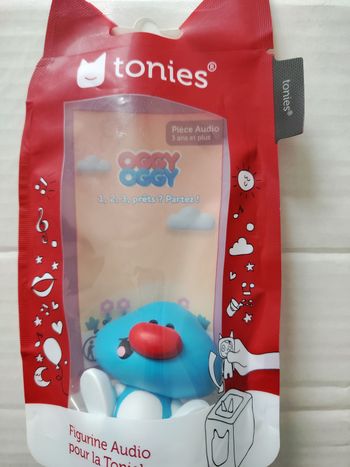 tonies®
tonies®
Pièce Audio
3 ans et plus
OGGY
OGGY
1, 2, 3, prêts ? Partez !
Figurine Audio
pour la Toniebox